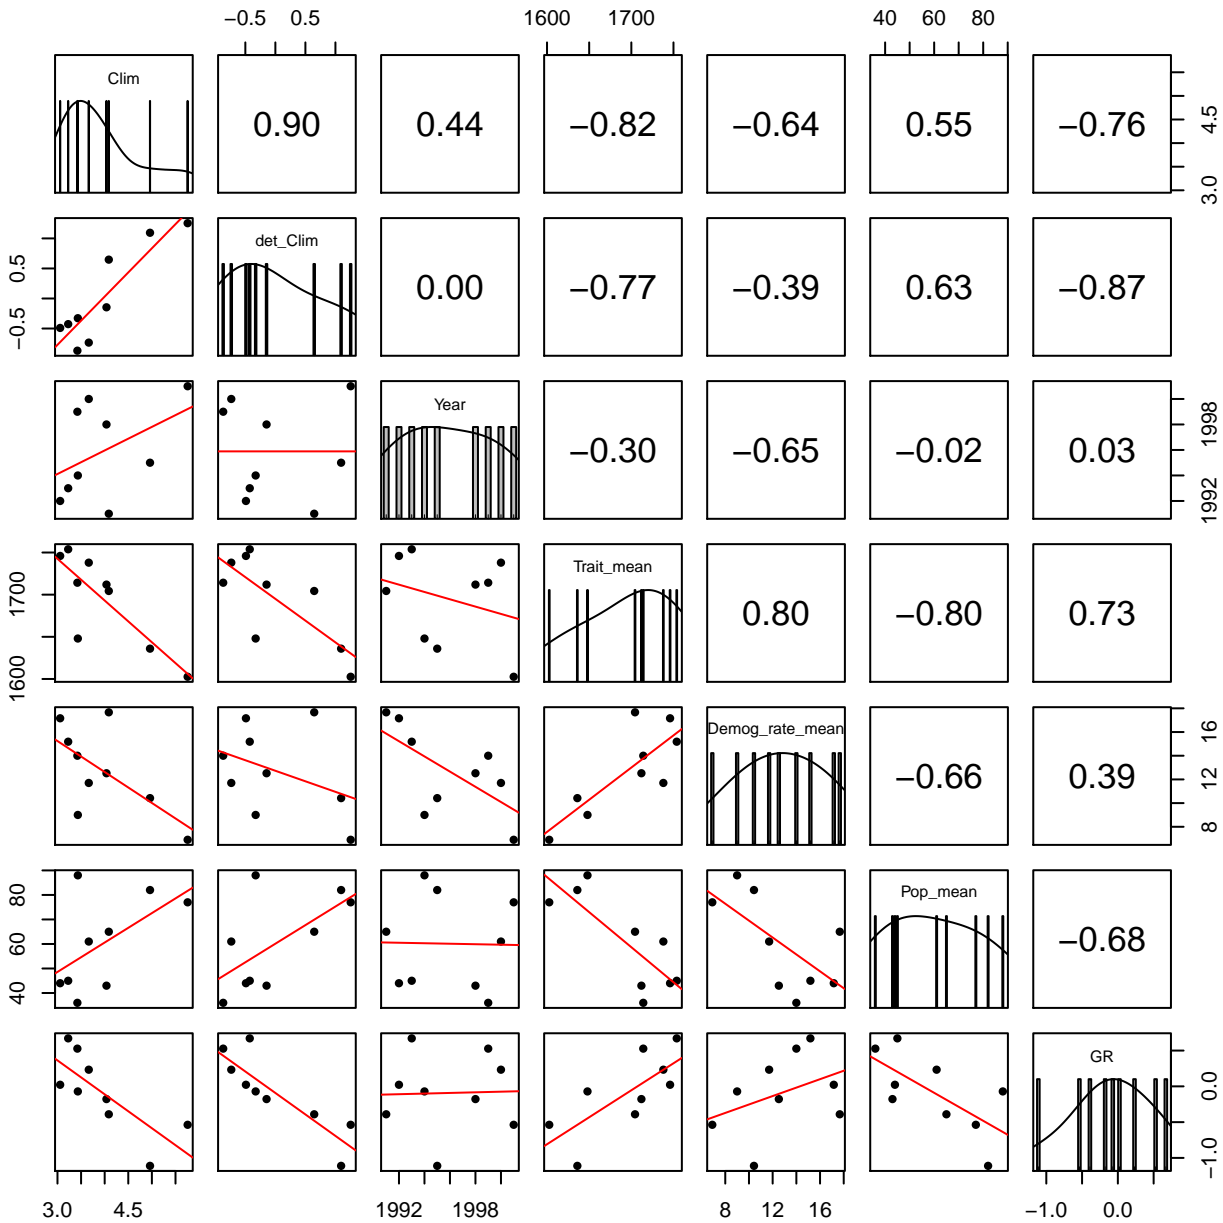 −0.5 0.5 1600 1700 40 60 80
Clim 0.90 0.44 −0.82 −0.64 0.55 −0.76 3.0 4.5
−0.5 0.5 det_Clim 0.00 −0.77 −0.39 0.63 −0.87
Year −0.30 −0.65 −0.02 0.03 1992 1998
1600 1700 Trait_mean 0.80 −0.80 0.73
Demog_rate_mean −0.66 0.39 8 12 16
40 60 80 Pop_mean −0.68
GR −1.0 0.0
3.0 4.5 1992 1998 8 12 16 −1.0 0.0